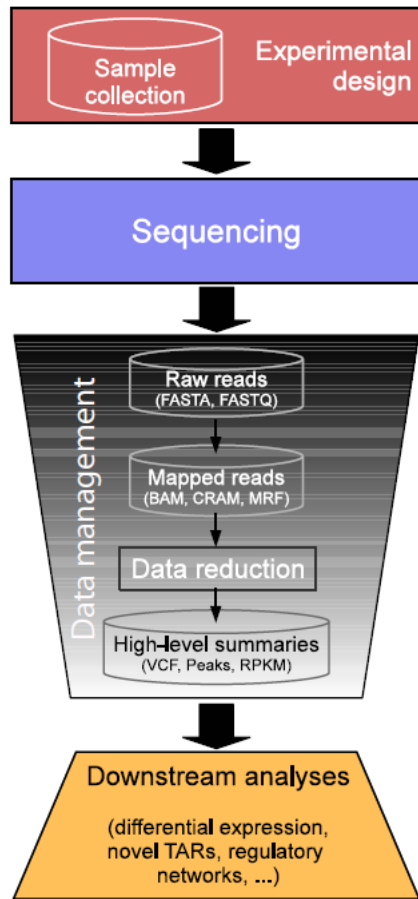 Sample
collection
Experimental
design
Sequencing
Data management
Raw reads
(FASTA, FASTQ)
Mapped reads
(BAM, CRAM, MRF)
Data reduction
High-level summaries
(VCF, Peaks, RPKM)
Downstream analyses
(differential expression,
novel TARs, regulatory
networks, ...)